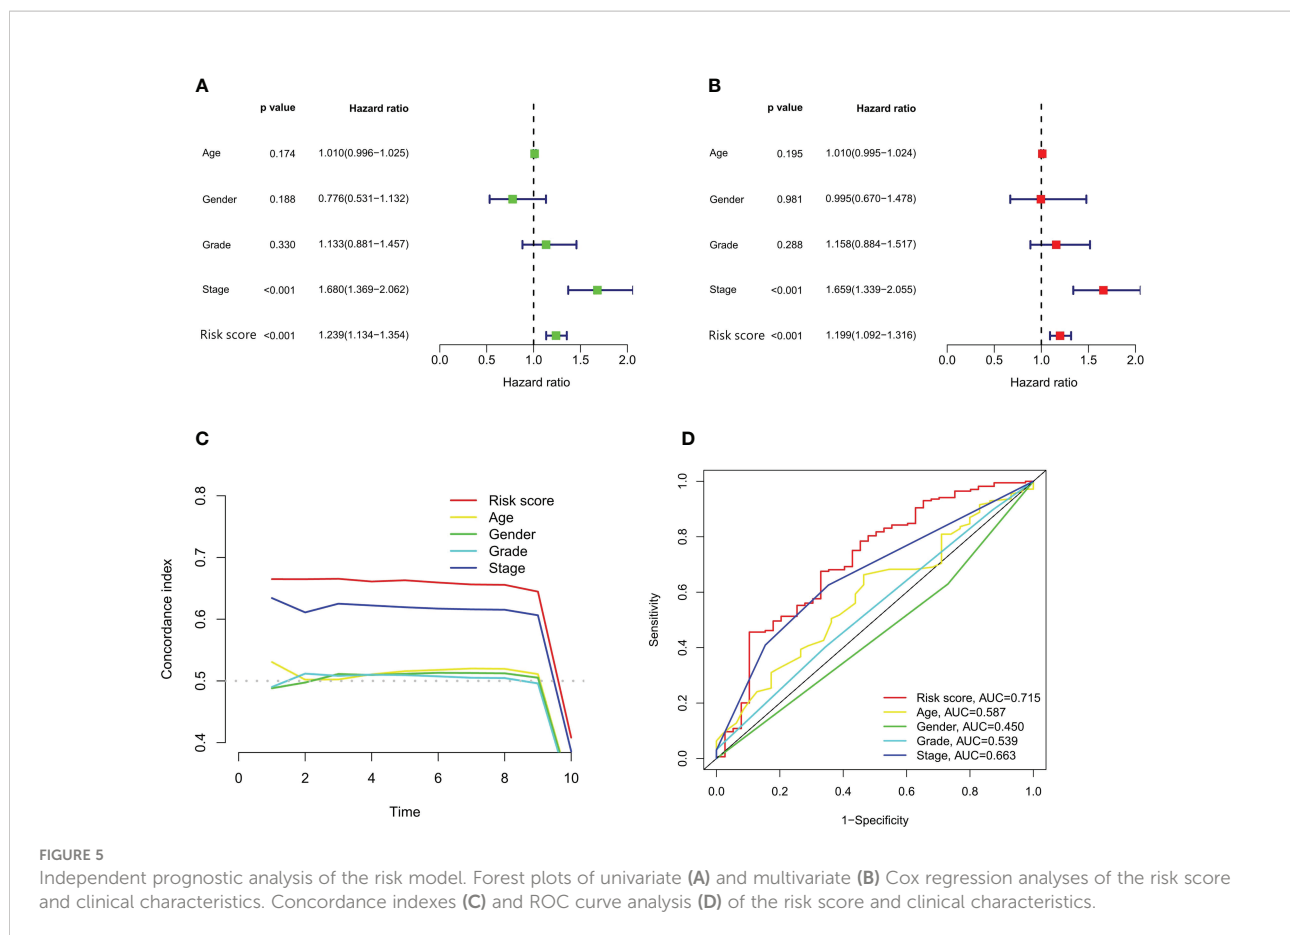 A
p value Hazard ratio
Age 0.174 1.010(0.996−1.025)
Gender 0.188 0.776(0.531−1.132)
Grade 0.330 1.133(0.881−1.457)
Stage <0.001 1.680(1.369−2.062)
Risk score <0.001 1.239(1.134−1.354)
0.0 0.5 1.0 1.5 2.0
Hazard ratio
B
p value Hazard ratio
Age 0.195 1.010(0.995−1.024)
Gender 0.981 0.995(0.670−1.478)
Grade 0.288 1.158(0.884−1.517)
Stage <0.001 1.659(1.339−2.055)
Risk score <0.001 1.199(1.092−1.316)
0.0 0.5 1.0 1.5 2.0
Hazard ratio
C
Concordance index
0.8
0.7
0.6
0.5
0.4
Risk score
Age
Gender
Grade
Stage
0 2 4 6 8 10
Time
D
Sensitivity
1.0
0.8
0.6
0.4
0.2
0.0
Risk score, AUC=0.715
Age, AUC=0.587
Gender, AUC=0.450
Grade, AUC=0.539
Stage, AUC=0.663
0.0 0.2 0.4 0.6 0.8 1.0
1−Specificity
FIGURE 5
Independent prognostic analysis of the risk model. Forest plots of univariate (A) and multivariate (B) Cox regression analyses of the risk score
and clinical characteristics. Concordance indexes (C) and ROC curve analysis (D) of the risk score and clinical characteristics.